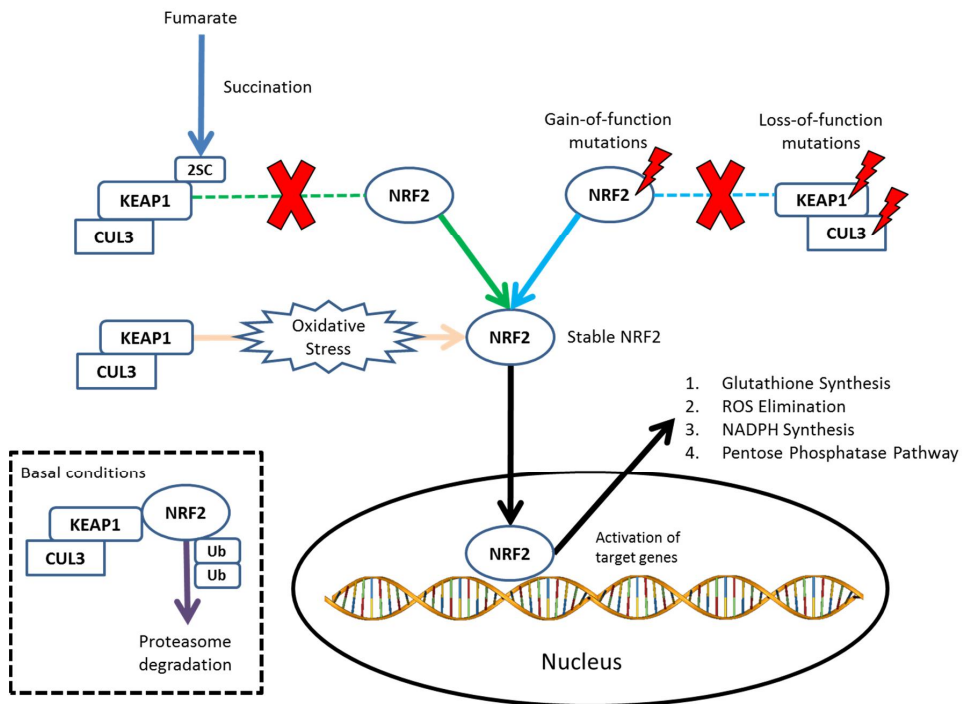 Fumarate
Succination
Gain-of-function
mutations
Loss-of-function
mutations
2SC
KEAP1
CUL3
NRF2
NRF2
KEAP1
CUL3
KEAP1
CUL3
Oxidative
Stress
NRF2
Stable NRF2
1. Glutathione Synthesis
2. ROS Elimination
3. NADPH Synthesis
4. Pentose Phosphatase Pathway
Basal conditions
KEAP1
CUL3
NRF2
Ub
Ub
Proteasome
degradation
NRF2
Activation of
target genes
Nucleus